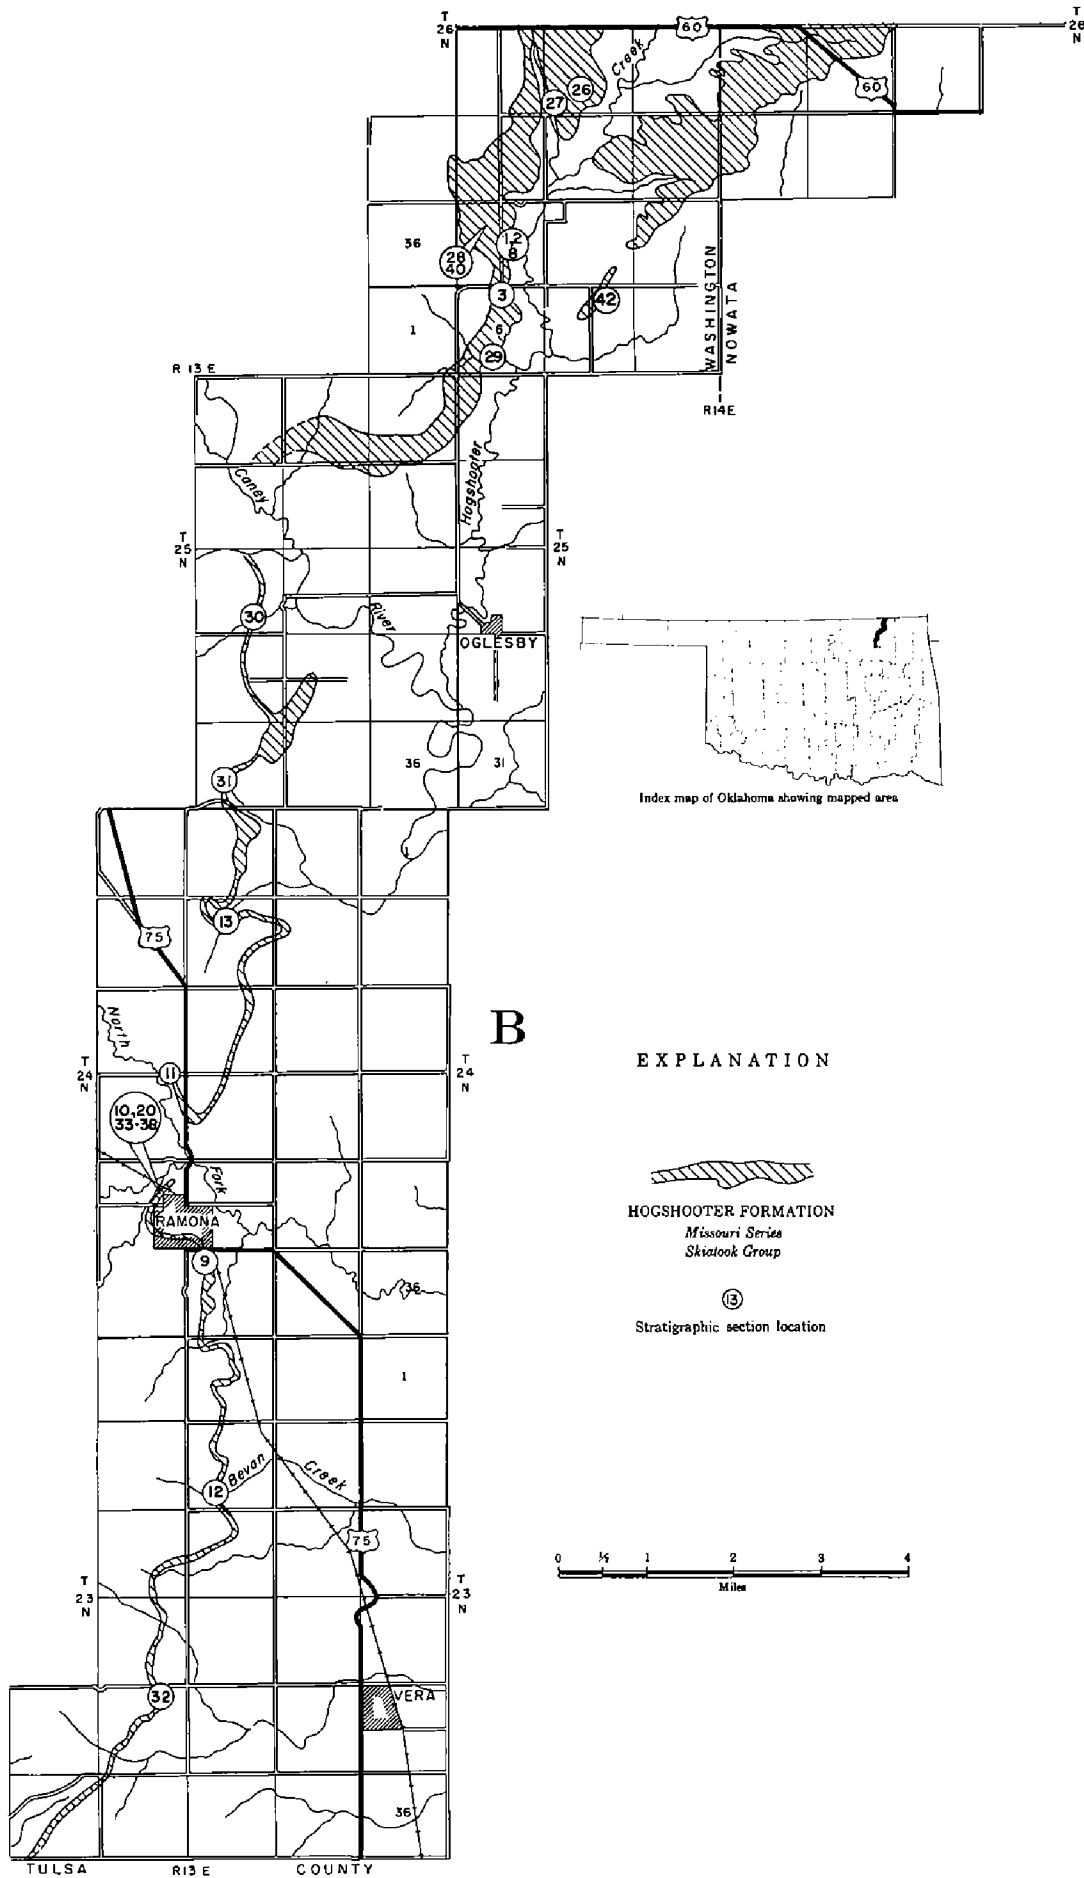 T
26
N
60
T
26
N
Creek
26
27
60
36
1,2
8
28
40
3
42
1
6
29
WASHINGTON
NOWATA
R 13 E
R14E
Caney
Hogshooter
T
25
N
T
25
N
30
River
OGLESBY
36
31
31
Index map of Oklahoma showing mapped area
13
75
North
B
EXPLANATION
T
24
N
11
T
24
N
10,20
33-38
Fork
RAMONA
HOGSHOOTER FORMATION
Missouri Series
Skiatook Group
9
36
13
Stratigraphic section location
1
Bevan Creek
12
75
0 ½ 1 2 3 4
Miles
T
23
N
T
23
N
32
VERA
36
TULSA R13 E COUNTY